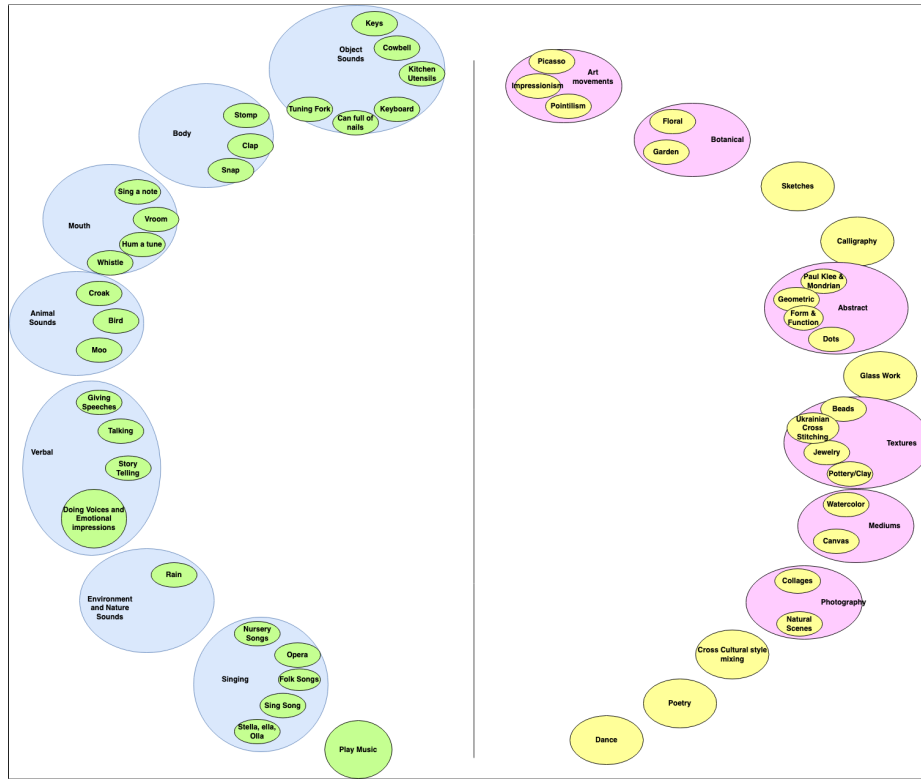 Keys
Object
Sounds
Cowbell
Kitchen
Utensils
Tuning Fork
Can full of
nails
Keyboard
Stomp
Body
Clap
Snap
Sing a note
Mouth
Vroom
Hum a tune
Whistle
Croak
Animal
Sounds
Bird
Moo
Giving
Speeches
Talking
Verbal
Story
Telling
Doing Voices and
Emotional
impressions
Rain
Environment
and Nature
Sounds
Nursery
Songs
Opera
Singing
Folk Songs
Sing Song
Stella, ella,
Olla
Play Music
Picasso
Art
movements
Impressionism
Pointilism
Floral
Botanical
Garden
Sketches
Calligraphy
Paul Klee &
Mondrian
Geometric
Abstract
Form &
Function
Dots
Glass Work
Beads
Ukrainian
Cross
Stitching
Textures
Jewelry
Pottery/Clay
Watercolor
Mediums
Canvas
Collages
Photography
Natural
Scenes
Cross Cultural style
mixing
Poetry
Dance